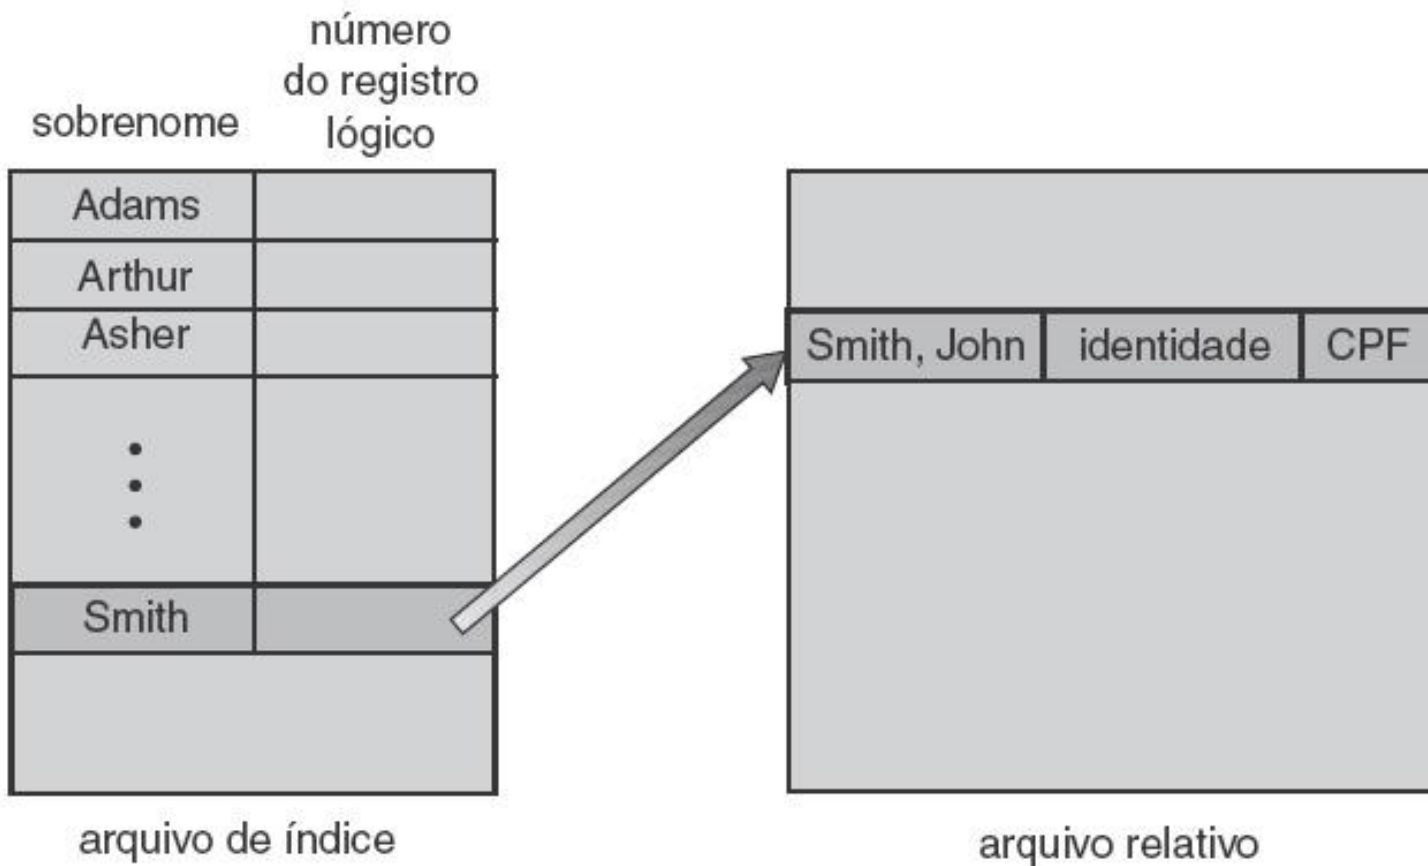 sobrenome
número
do registro
lógico
Adams
Arthur
Asher
Smith
arquivo de índice
Smith, John
identidade
CPF
arquivo relativo